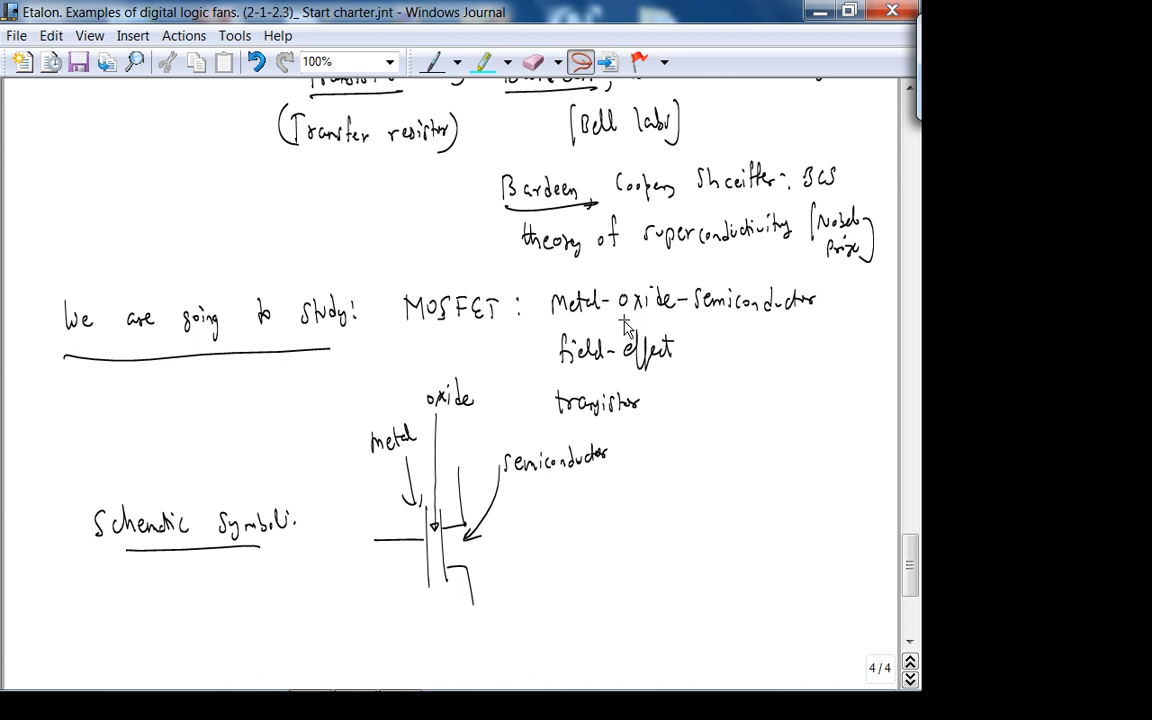 Etalon. Examples of digital logic fans. (2-1-2.3)_ Start charter.jnt - Windows Journal
File Edit View Insert Actions Tools Help
100%
(Transfer resistor) [Bell labs]
Bardeen, Cooper, Shceiffer: BCS
theory of superconductivity [Nobel
Prize]
We are going to study: MOSFET: Metal-oxide-semiconductor
field-effect
transistor
oxide
metal
semiconductor
Schematic Symbol:
4 / 4